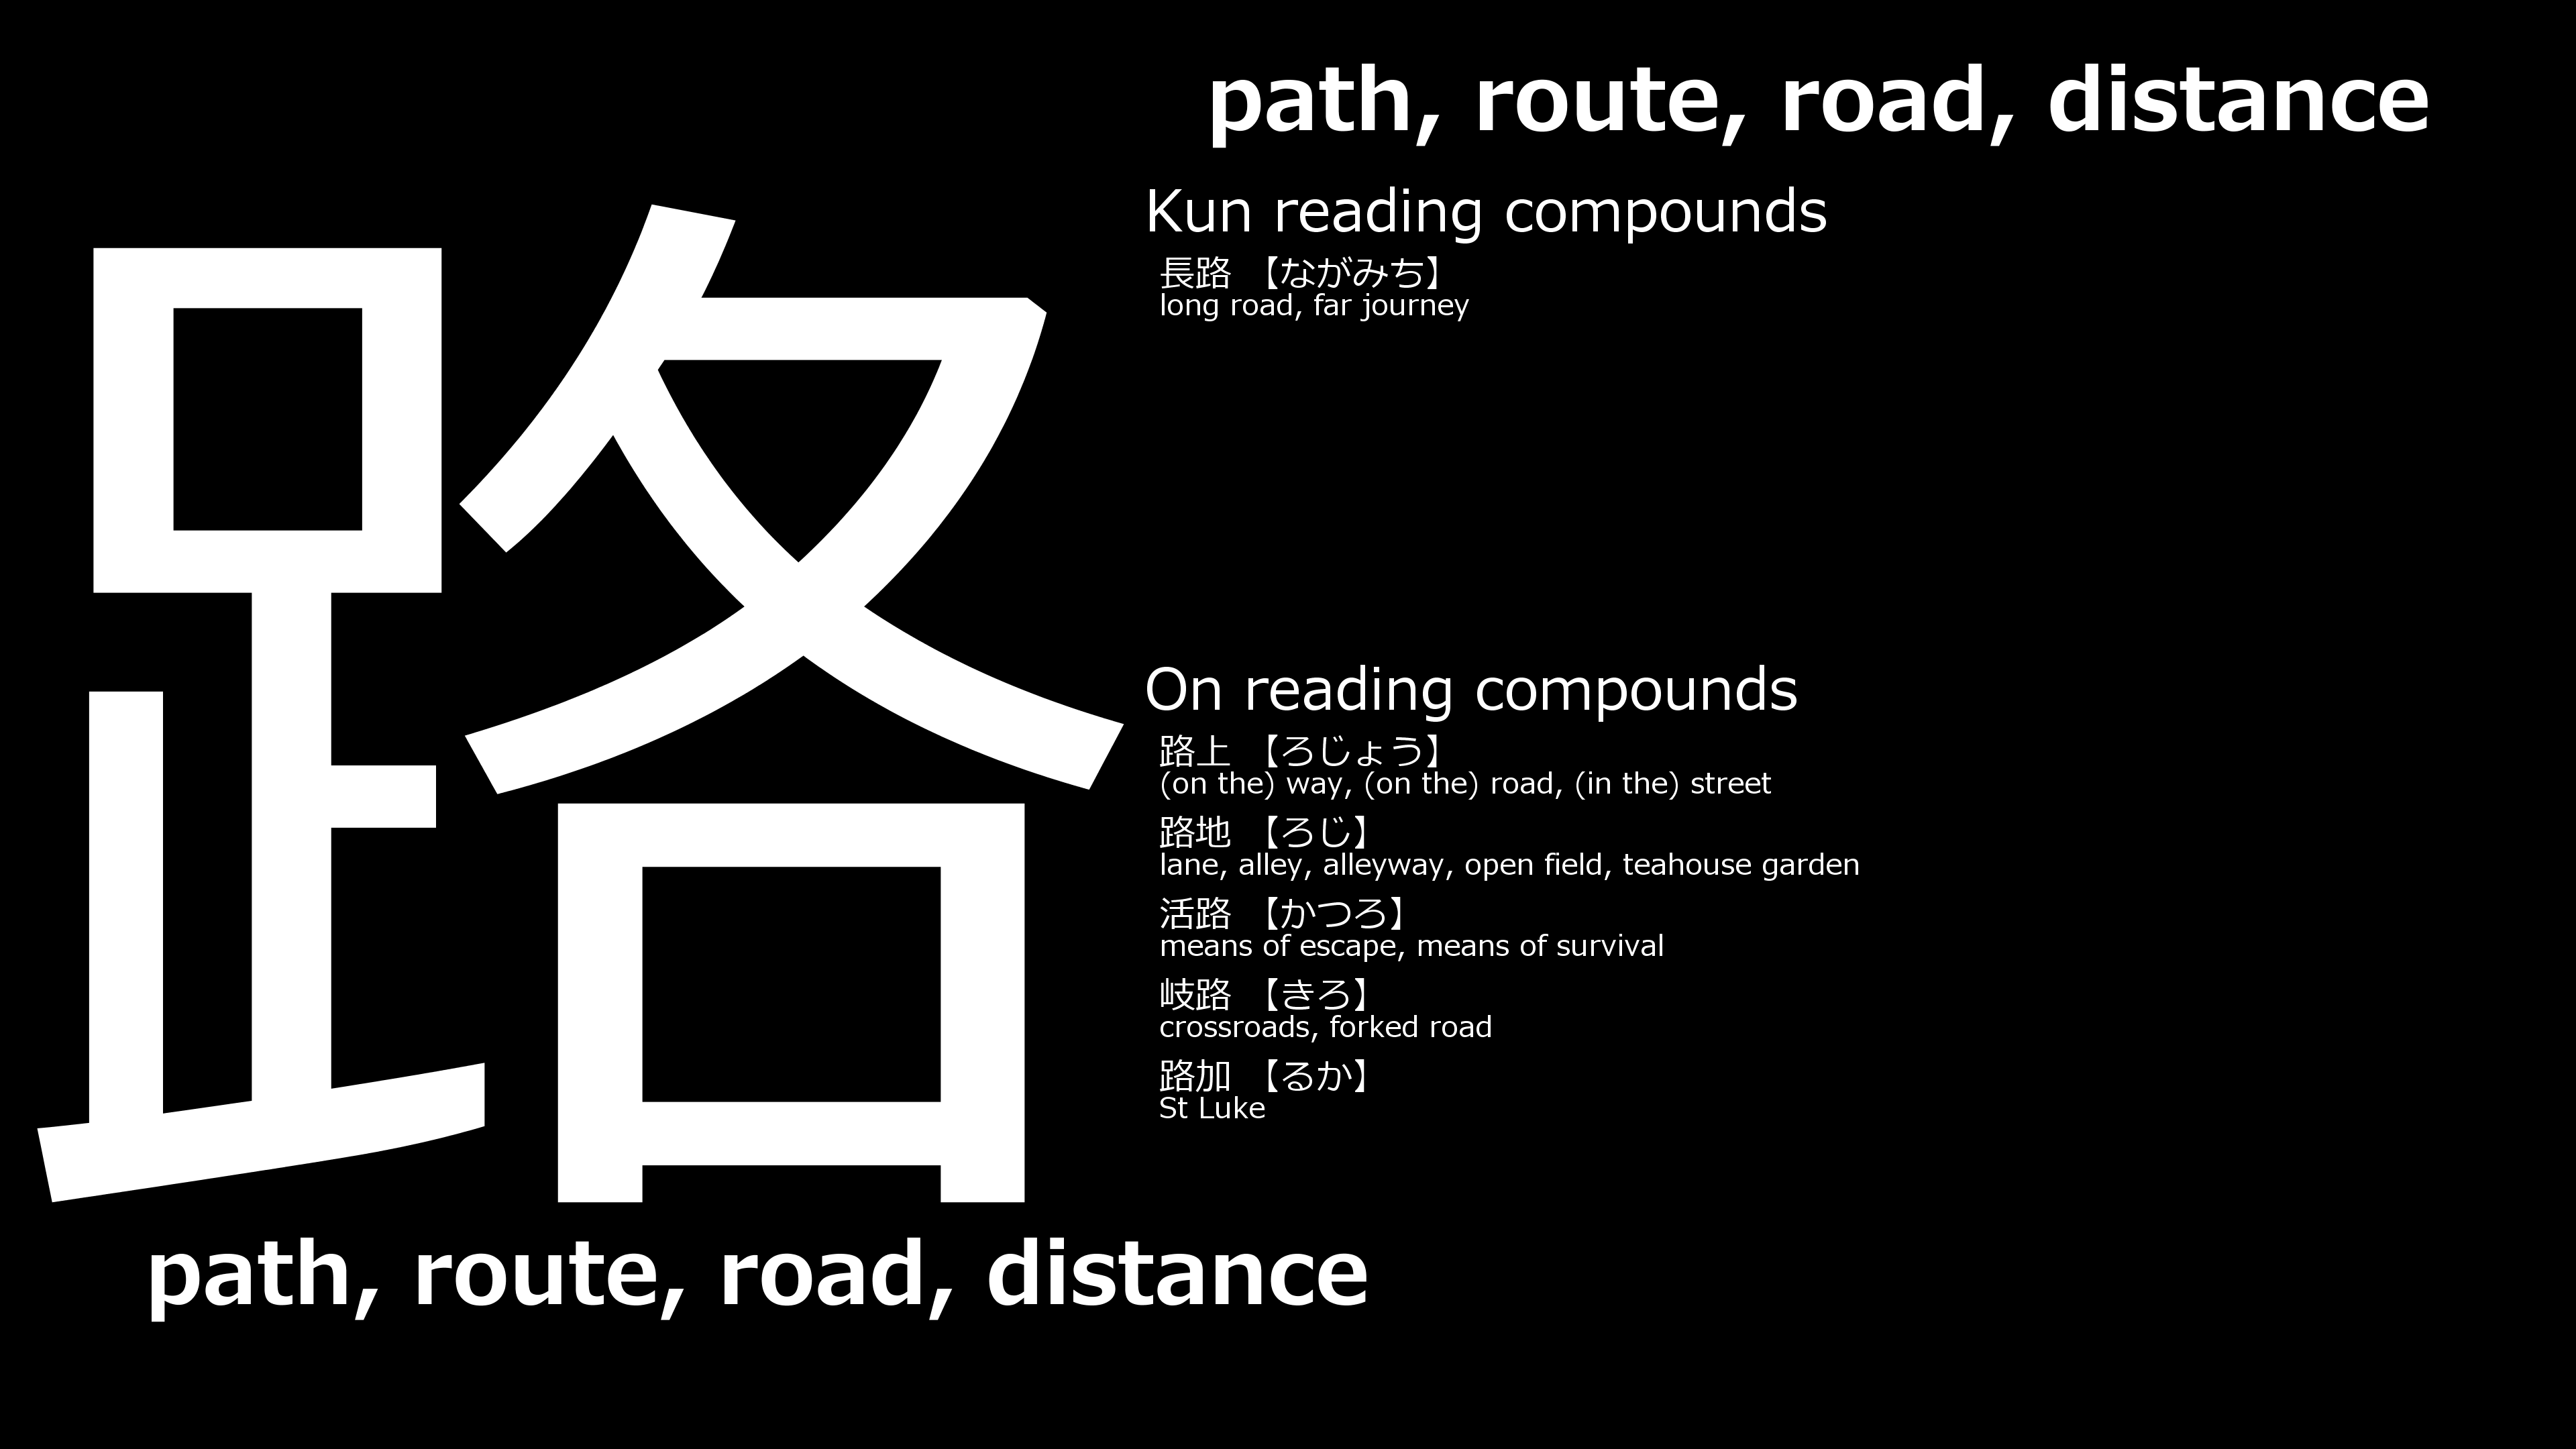 path, route, road, distance
路
Kun reading compounds
長路 【ながみち】
long road, far journey
On reading compounds
路上 【ろじょう】
(on the) way, (on the) road, (in the) street
路地 【ろじ】
lane, alley, alleyway, open field, teahouse garden
活路 【かつろ】
means of escape, means of survival
岐路 【きろ】
crossroads, forked road
路加 【るか】
St Luke
path, route, road, distance